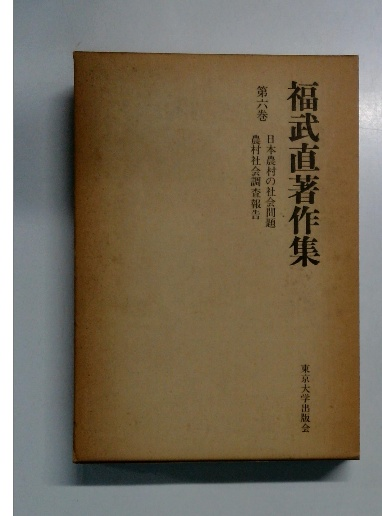 福武直著作集
第六巻
日本農村の社会問題
農村社会調査報告
東京大学出版会